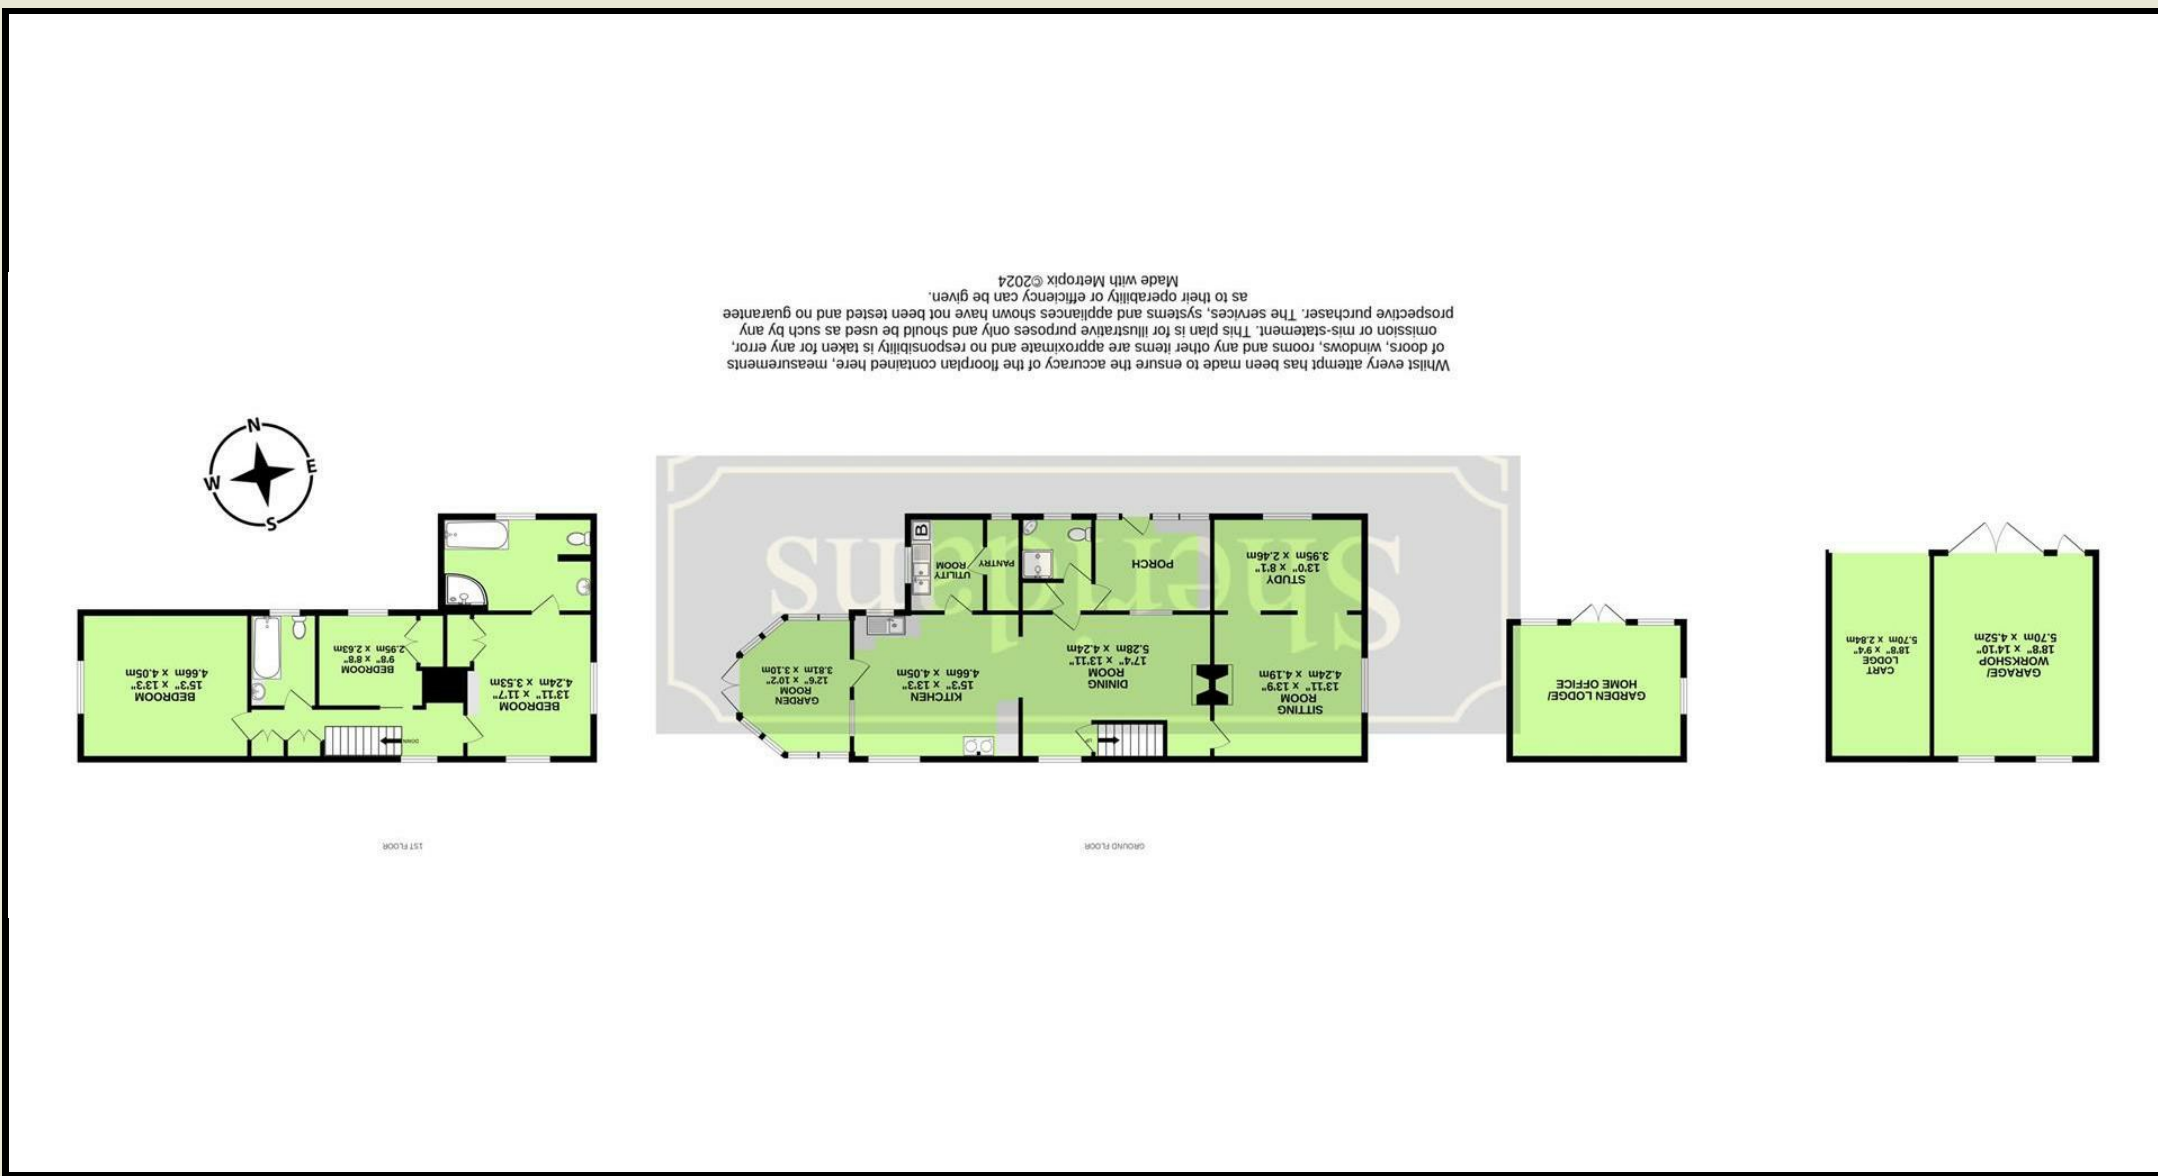 GROUND FLOOR
1ST FLOOR
GARAGE/
WORKSHOP
18'8" x 14'10"
5.70m x 4.52m
CART
LODGE
18'8" x 9'4"
5.70m x 2.84m
GARDEN LODGE/
HOME OFFICE
SITTING
ROOM
13'11" x 13'9"
4.24m x 4.19m
STUDY
13'0" x 8'1"
3.95m x 2.46m
DINING
ROOM
17'4" x 13'11"
5.28m x 4.24m
UP
PORCH
KITCHEN
15'3" x 13'3"
4.66m x 4.05m
PANTRY
UTILITY
ROOM
B
GARDEN
ROOM
12'6" x 10'2"
3.81m x 3.10m
BEDROOM
13'11" x 11'7"
4.24m x 3.53m
DOWN
BEDROOM
9'8" x 8'8"
2.95m x 2.63m
BEDROOM
15'3" x 13'3"
4.66m x 4.05m
N
E
S
W
Sheridans
Whilst every attempt has been made to ensure the accuracy of the floorplan contained here, measurements
of doors, windows, rooms and any other items are approximate and no responsibility is taken for any error,
omission or mis-statement. This plan is for illustrative purposes only and should be used as such by any
prospective purchaser. The services, systems and appliances shown have not been tested and no guarantee
as to their operability or efficiency can be given.
Made with Metropix ©2024